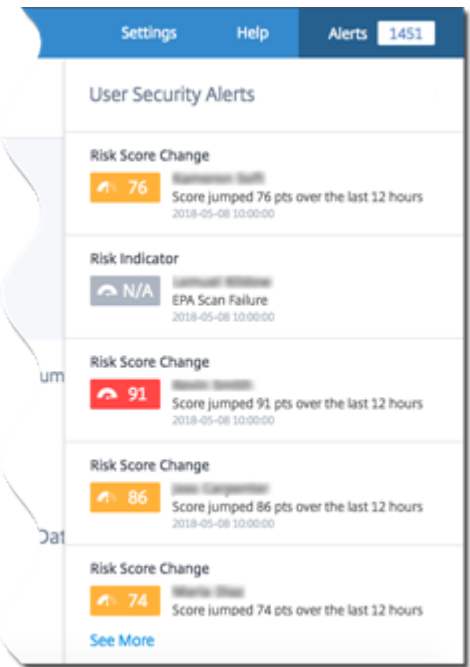 Settings Help Alerts 1451
User Security Alerts
Risk Score Change
76
Score jumped 76 pts over the last 12 hours
2018-05-08 10:00:00
Risk Indicator
N/A
EPA Scan Failure
2018-05-08 10:00:00
um
Risk Score Change
91
Score jumped 91 pts over the last 12 hours
2018-05-08 10:00:00
Risk Score Change
86
Score jumped 86 pts over the last 12 hours
2018-05-08 10:00:00
Dat
Risk Score Change
74
Score jumped 74 pts over the last 12 hours
See More